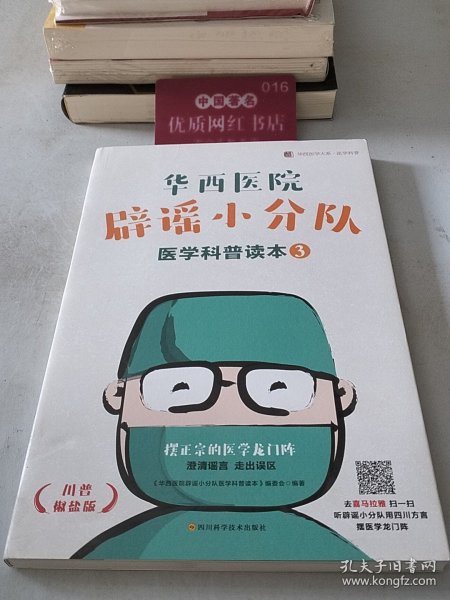 016
中国著名
优质网红书店
华西医学大系·医学科普
华西医院
辟谣小分队
医学科普读本3
摆正宗的医学龙门阵
澄清谣言 走出误区
《华西医院辟谣小分队医学科普读本》编委会◎编著
川普
椒盐版
去喜马拉雅 扫一扫
听辟谣小分队用四川方言
摆医学龙门阵
四川科学技术出版社
孔夫子旧书网
www.kongfz.com